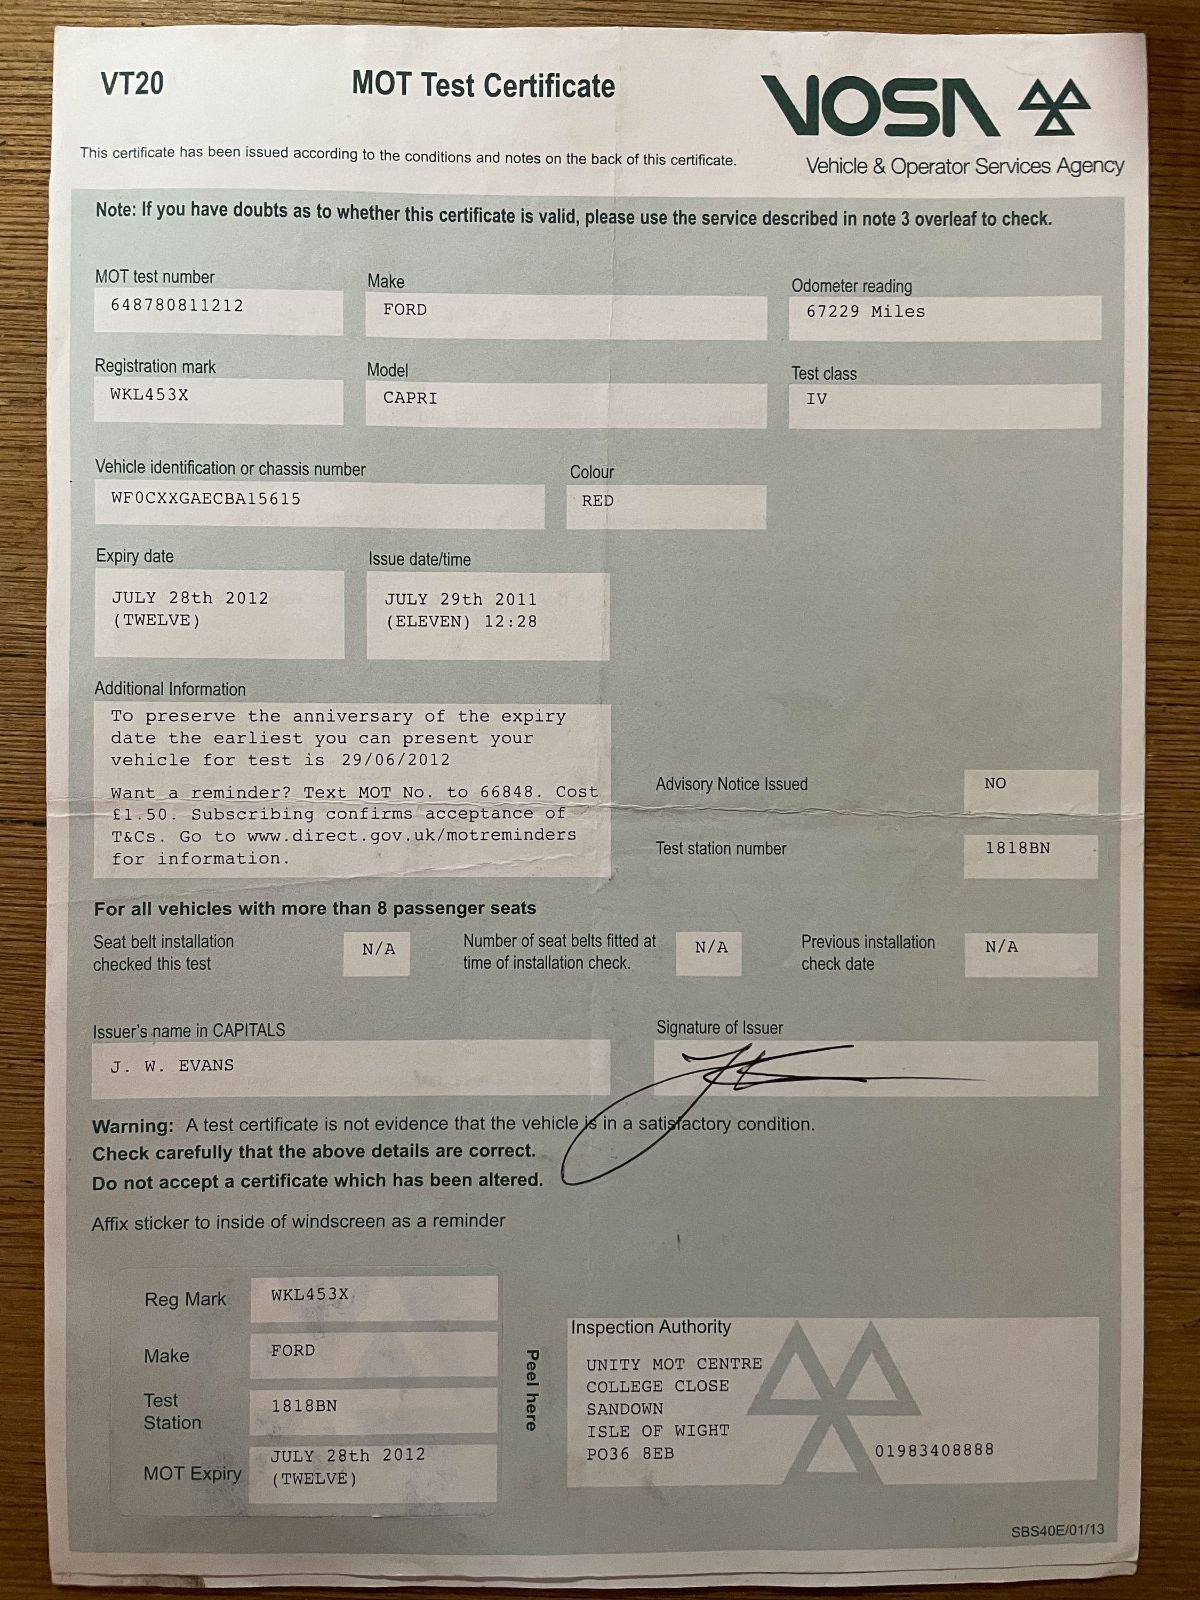 VT20
MOT Test Certificate
VOSA
Vehicle & Operator Services Agency
This certificate has been issued according to the conditions and notes on the back of this certificate.
Note: If you have doubts as to whether this certificate is valid, please use the service described in note 3 overleaf to check.
MOT test number
648780811212
Make
FORD
Odometer reading
67229 Miles
Registration mark
WKL453X
Model
CAPRI
Test class
IV
Vehicle identification or chassis number
WF0CXXGAECBA15615
Colour
RED
Expiry date
JULY 28th 2012
(TWELVE)
Issue date/time
JULY 29th 2011
(ELEVEN) 12:28
Additional Information
To preserve the anniversary of the expiry
date the earliest you can present your
vehicle for test is 29/06/2012
Want a reminder? Text MOT No. to 66848. Cost
£1.50. Subscribing confirms acceptance of
T&Cs. Go to www.direct.gov.uk/motreminders
for information.
Advisory Notice Issued
NO
Test station number
1818BN
For all vehicles with more than 8 passenger seats
Seat belt installation
checked this test
N/A
Number of seat belts fitted at
time of installation check.
N/A
Previous installation
check date
N/A
Issuer's name in CAPITALS
J. W. EVANS
Signature of Issuer
Warning: A test certificate is not evidence that the vehicle is in a satisfactory condition.
Check carefully that the above details are correct.
Do not accept a certificate which has been altered.
Affix sticker to inside of windscreen as a reminder
Reg Mark
WKL453X
Make
FORD
Test
Station
1818BN
MOT Expiry
JULY 28th 2012
(TWELVE)
Peel here
Inspection Authority
UNITY MOT CENTRE
COLLEGE CLOSE
SANDOWN
ISLE OF WIGHT
PO36 8EB
01983408888
SBS40E/01/13